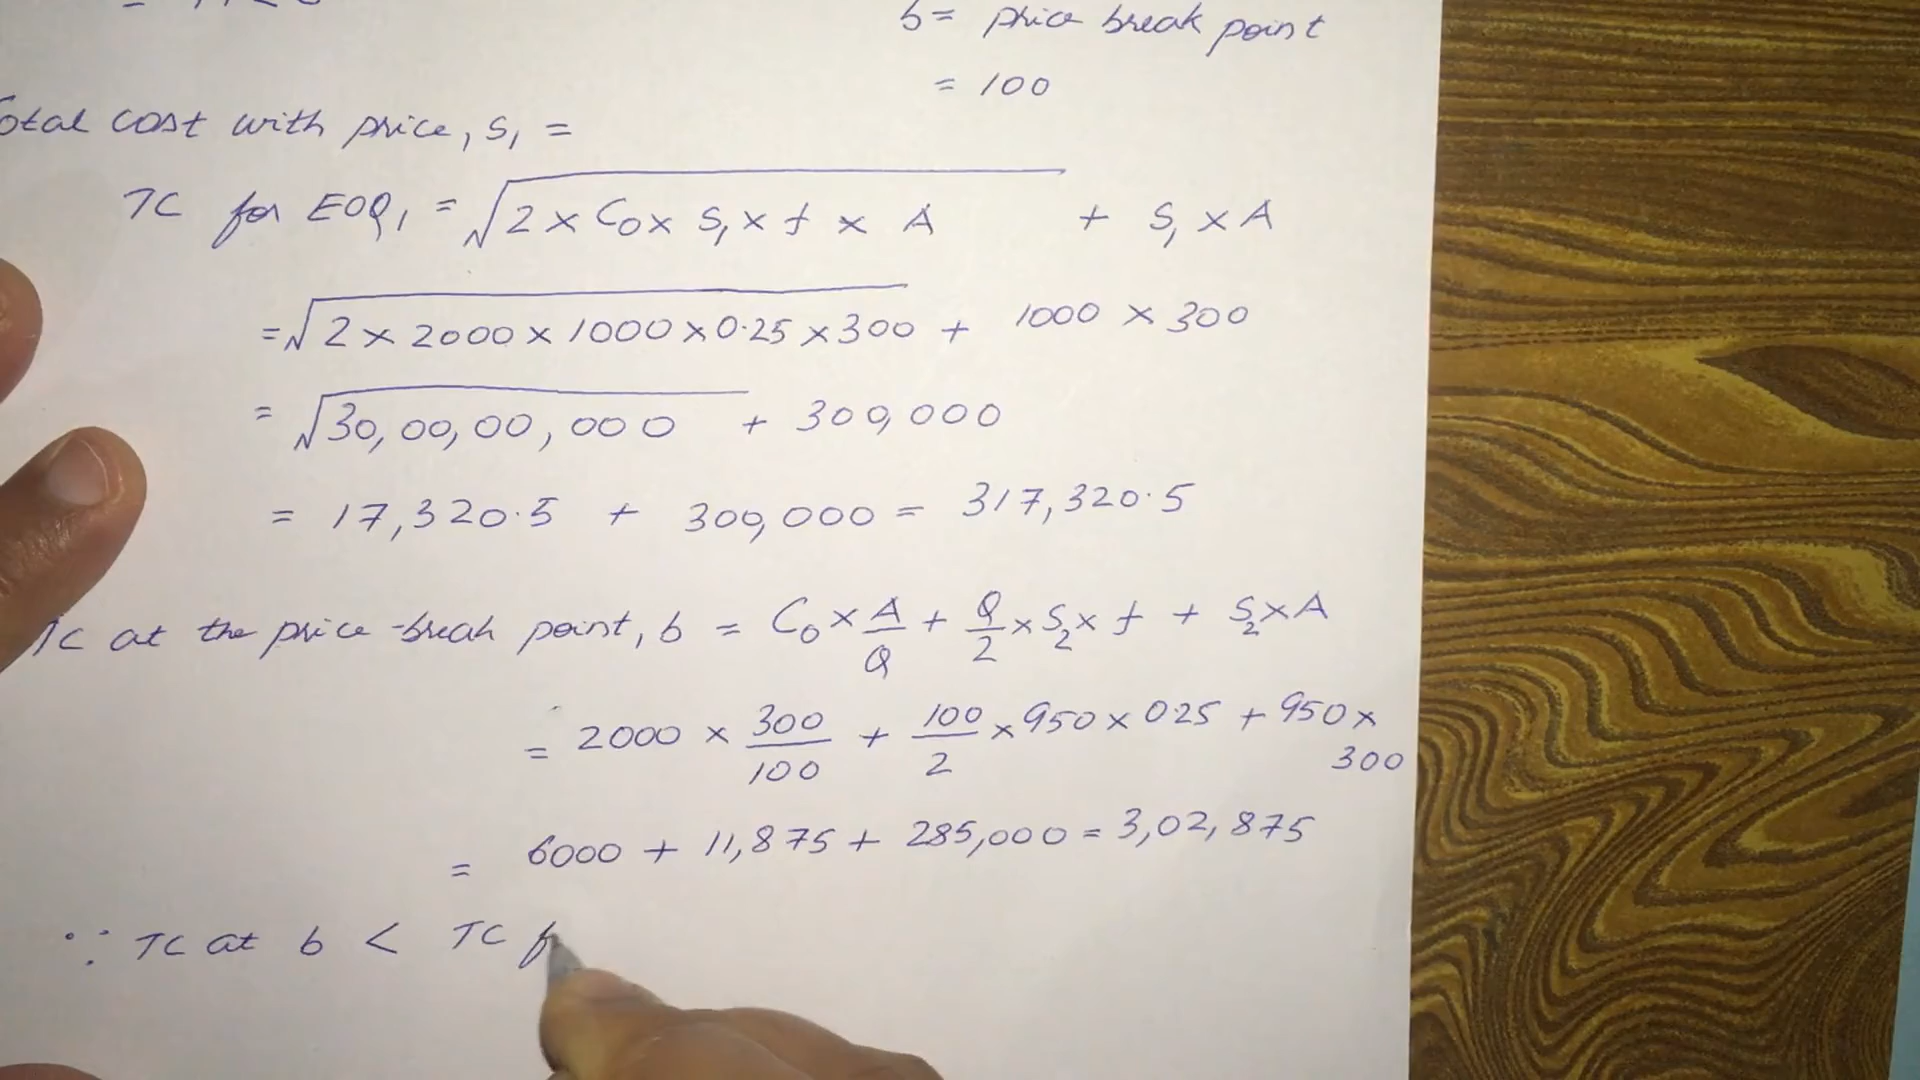 b = price break point
= 100
Total cost with price, S₁ =
TC for EOQ₁ = √2 × C₀ × S₁ × f × A + S₁ × A
= √2 × 2000 × 1000 × 0.25 × 300 + 1000 × 300
= √30,00,00,000 + 300,000
= 17,320.5 + 300,000 = 317,320.5
TC at the price-break point, b = C₀ × A/Q + Q/2 × S₂ × f + S₂ × A
= 2000 × 300/100 + 100/2 × 950 × 025 + 950 × 300
= 6000 + 11,875 + 285,000 = 3,02,875
∵ TC at b < TC f